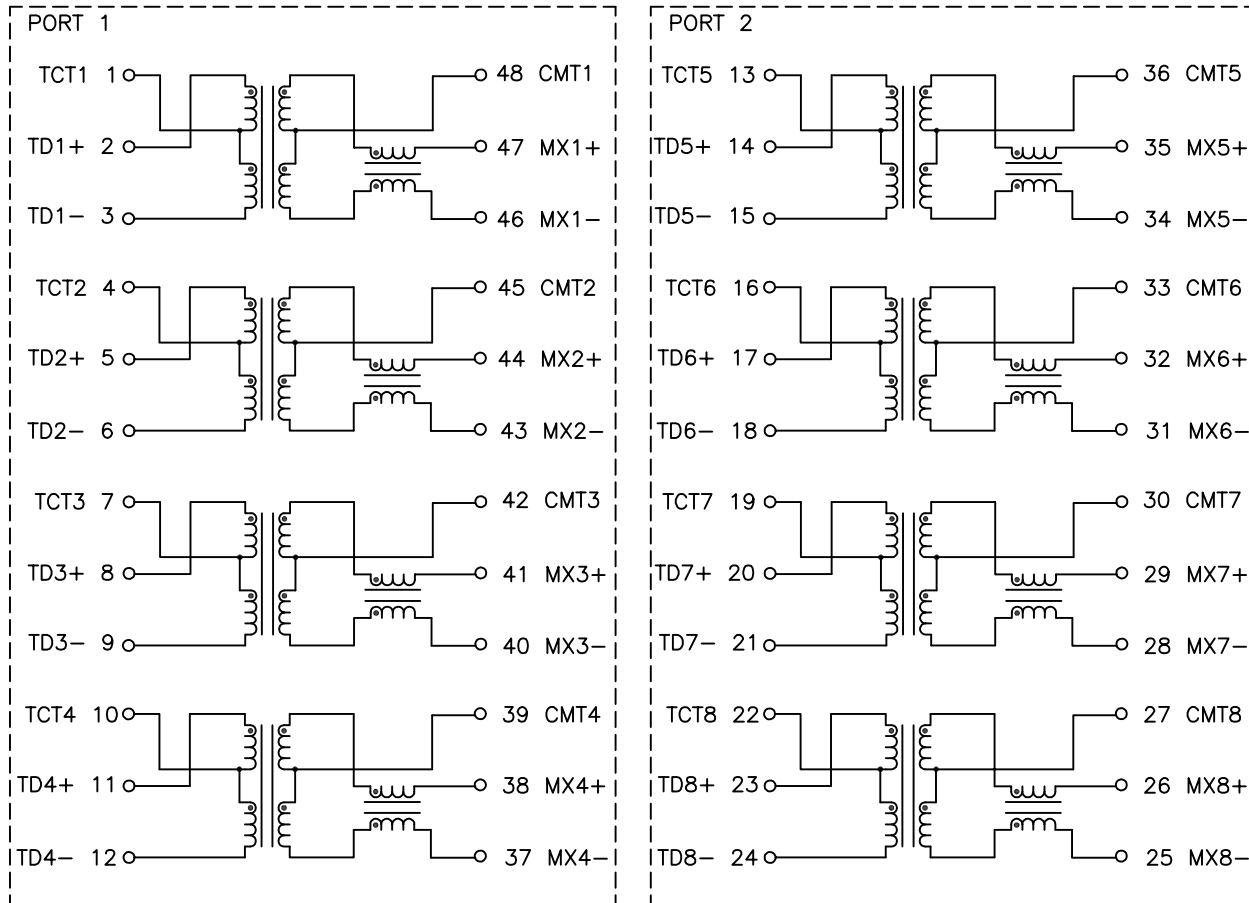 PORT 1
TCT1 1 48 CMT1
TD1+ 2 47 MX1+
TD1- 3 46 MX1-
TCT2 4 45 CMT2
TD2+ 5 44 MX2+
TD2- 6 43 MX2-
TCT3 7 42 CMT3
TD3+ 8 41 MX3+
TD3- 9 40 MX3-
TCT4 10 39 CMT4
TD4+ 11 38 MX4+
TD4- 12 37 MX4-
PORT 2
TCT5 13 36 CMT5
TD5+ 14 35 MX5+
TD5- 15 34 MX5-
TCT6 16 33 CMT6
TD6+ 17 32 MX6+
TD6- 18 31 MX6-
TCT7 19 30 CMT7
TD7+ 20 29 MX7+
TD7- 21 28 MX7-
TCT8 22 27 CMT8
TD8+ 23 26 MX8+
TD8- 24 25 MX8-